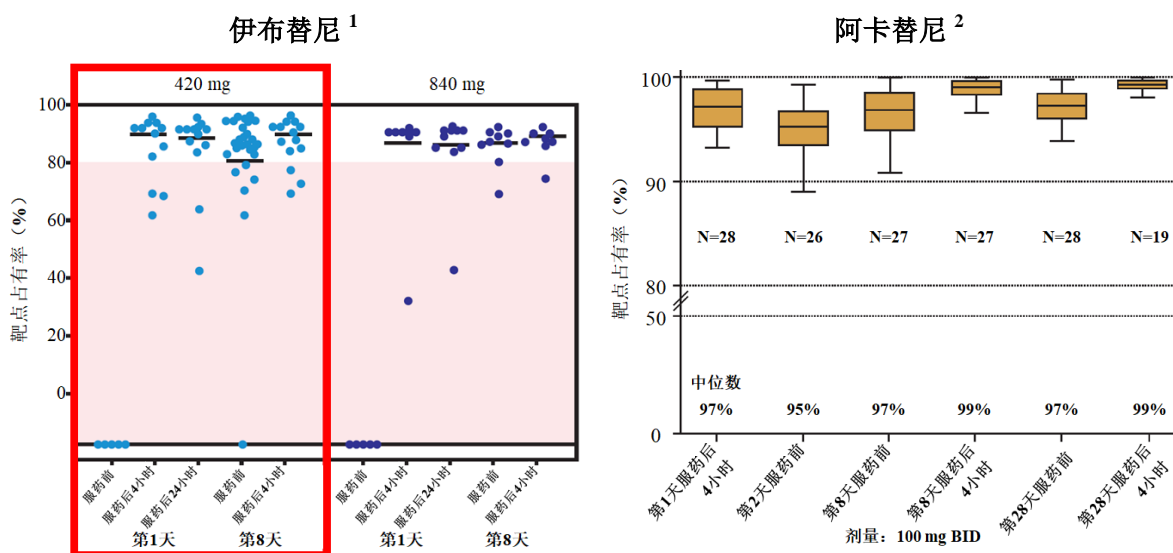 伊布替尼 1
420 mg
840 mg
靶点占有率（%）
100
80
60
40
20
0
服药前
服药后4小时
服药后24小时
服药前
服药后4小时
服药前
服药后4小时
服药后24小时
服药前
服药后4小时
第1天
第8天
第1天
第8天
阿卡替尼 2
靶点占有率（%）
100
90
80
50
0
N=28
N=26
N=27
N=27
N=28
N=19
中位数
97%
95%
97%
99%
97%
99%
第1天服药后
4小时
第2天服药前
第8天服药前
第8天服药后
4小时
第28天服药前
第28天服药后
4小时
剂量：100 mg BID